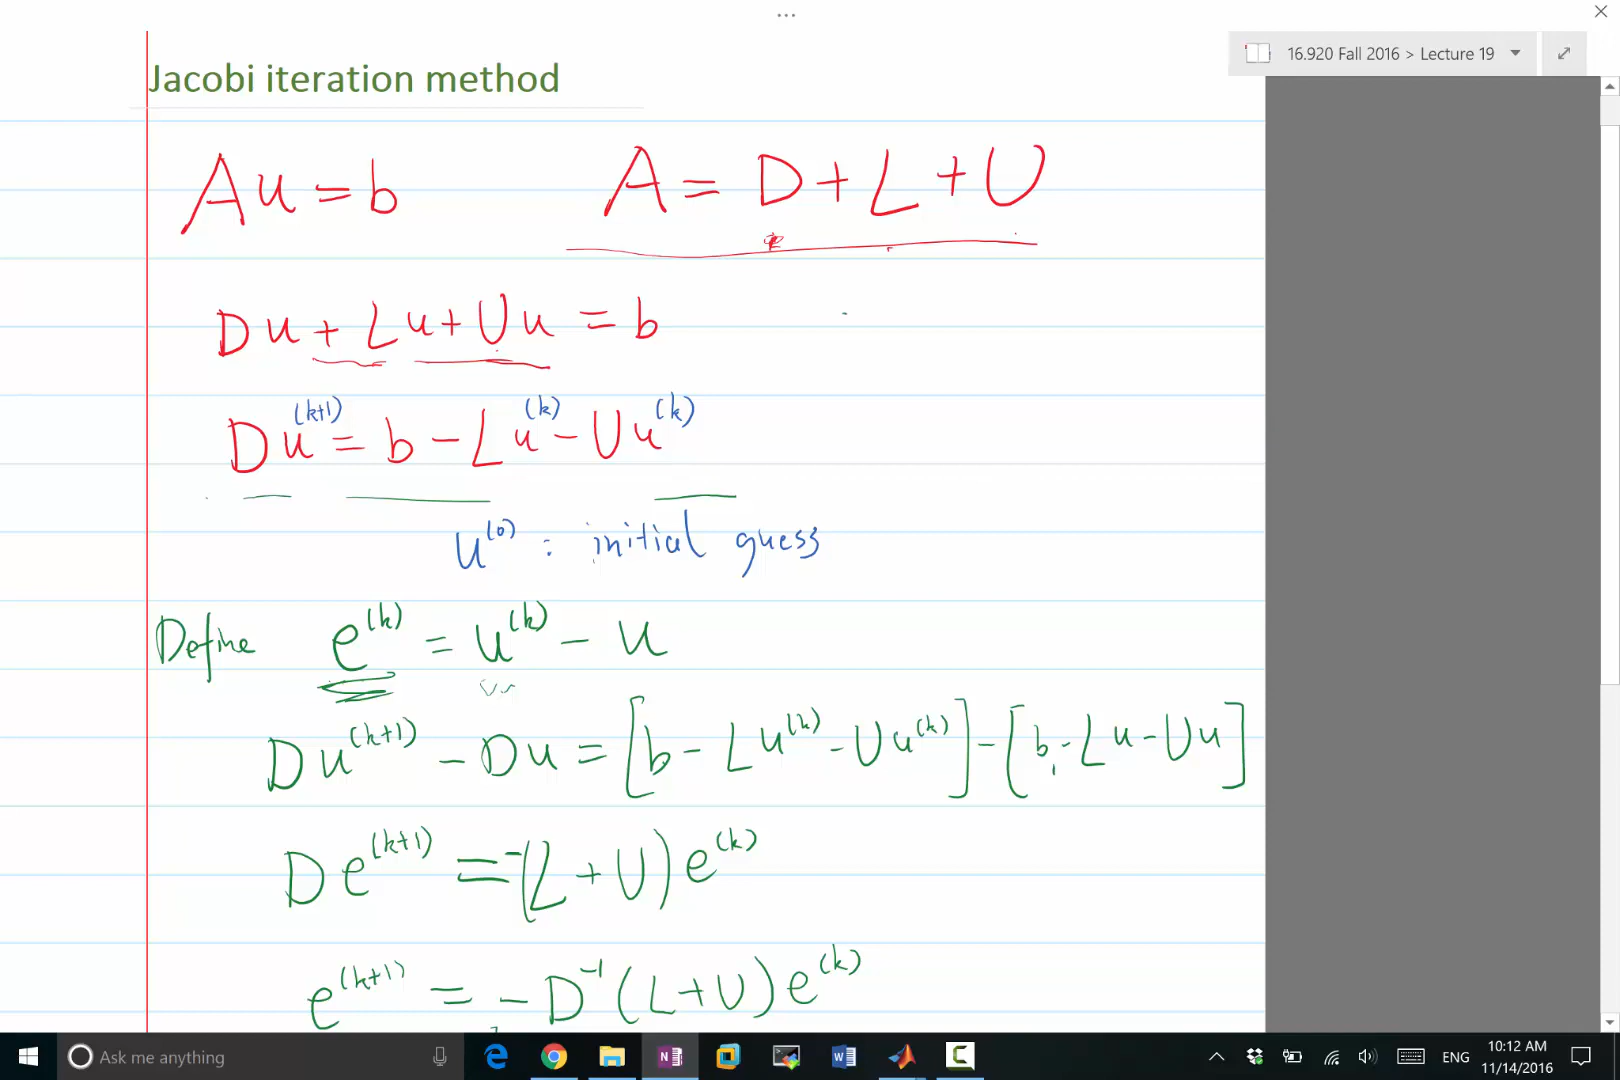 16.920 Fall 2016 > Lecture 19
Jacobi iteration method
Au = b A = D + L + U
Du + Lu + Uu = b
Du^(k+1) = b - Lu^(k) - Uu^(k)
u^(0) : initial guess
Define e^(k) = u^(k) - u
Du^(k+1) - Du = [b - Lu^(k) - Uu^(k)] - [b - Lu - Uu]
De^(k+1) = -(L + U) e^(k)
e^(k+1) = - D^-1 (L + U) e^(k)
Ask me anything
ENG
10:12 AM
11/14/2016